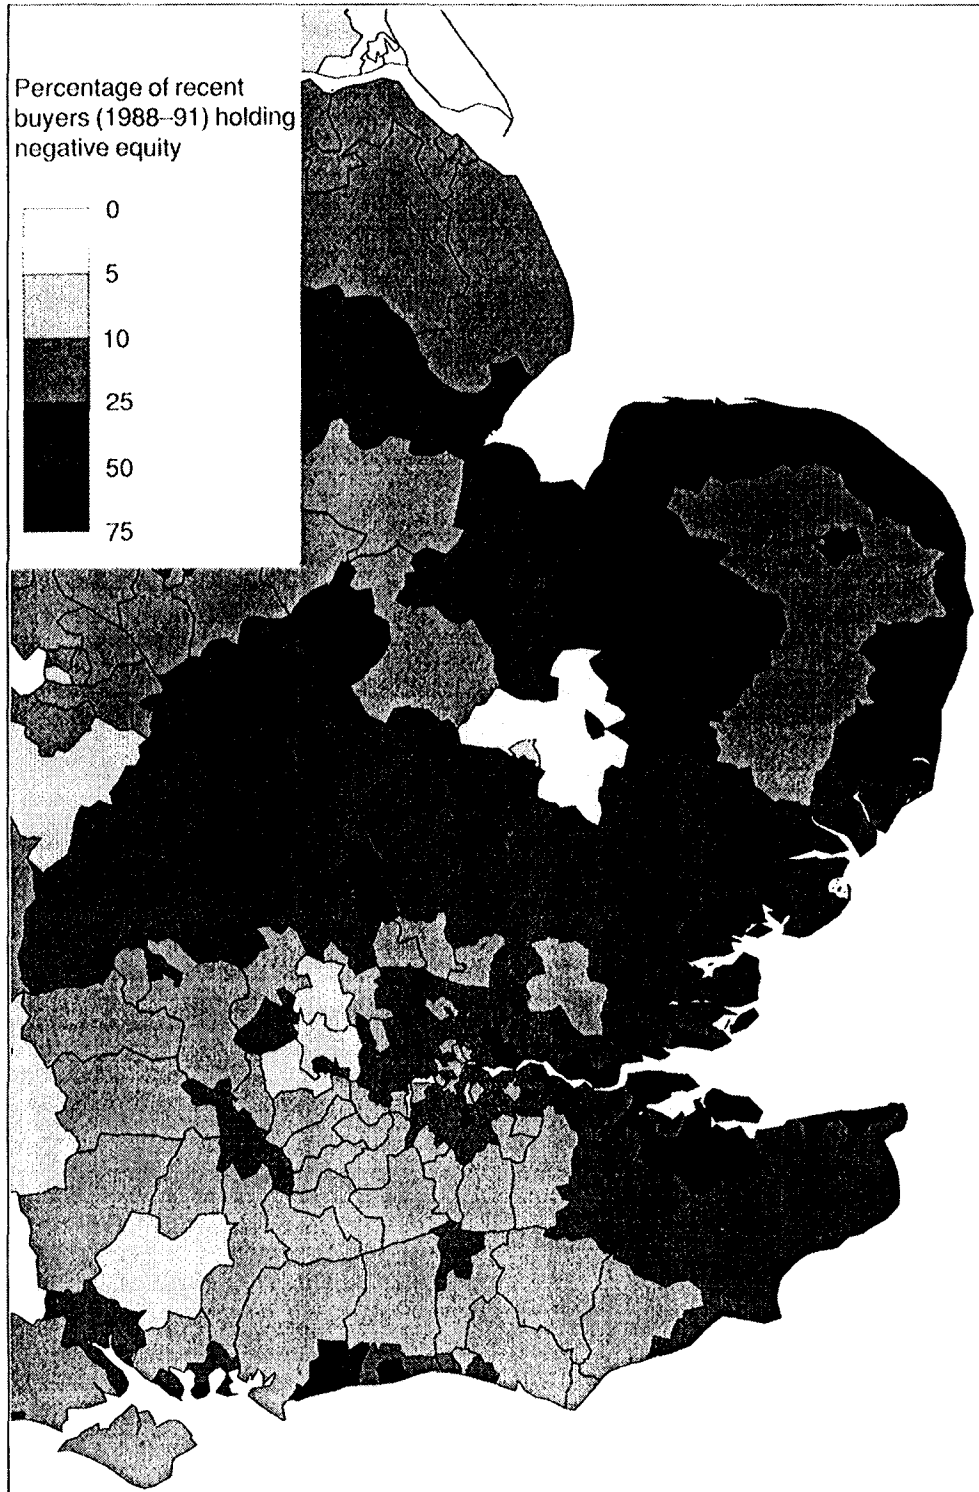 Percentage of recent
buyers (1988–91) holding
negative equity
0
5
10
25
50
75